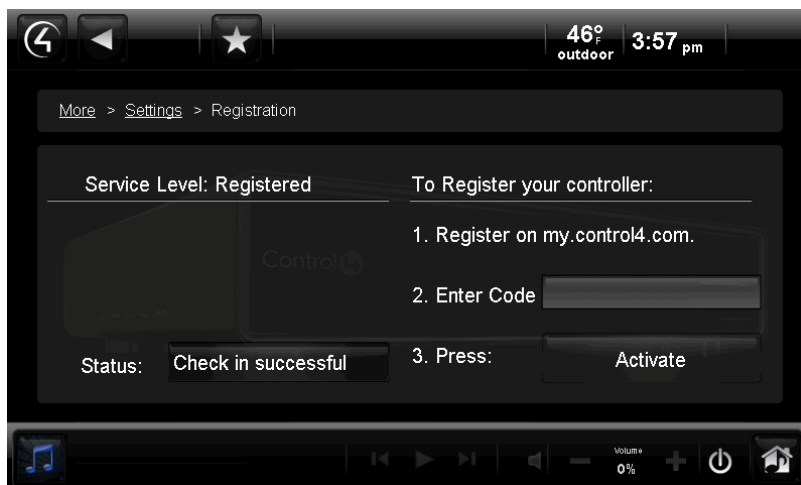 46°F
outdoor
3:57 pm
More > Settings > Registration
Service Level: Registered
To Register your controller:
1. Register on my.control4.com.
Control4
2. Enter Code
Status: Check in successful
3. Press: Activate
Volume
0%